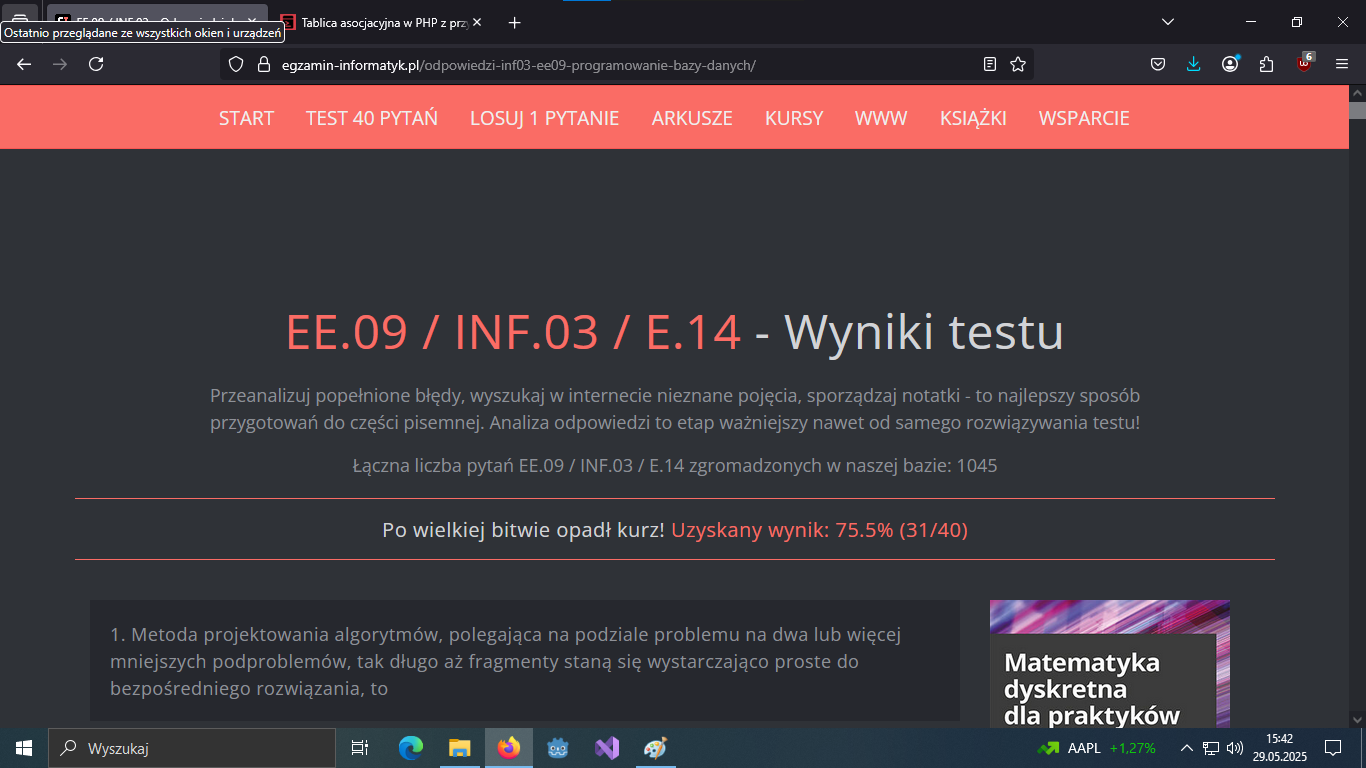 Tablica asocjacyjna w PHP z prz
Ostatnio przeglądane ze wszystkich okien i urządzeń
egzamin-informatyk.pl/odpowiedzi-inf03-ee09-programowanie-bazy-danych/
6
START TEST 40 PYTAŃ LOSUJ 1 PYTANIE ARKUSZE KURSY WWW KSIĄŻKI WSPARCIE
EE.09 / INF.03 / E.14 - Wyniki testu
Przeanalizuj popełnione błędy, wyszukaj w internecie nieznane pojęcia, sporządzaj notatki - to najlepszy sposób
przygotowań do części pisemnej. Analiza odpowiedzi to etap ważniejszy nawet od samego rozwiązywania testu!
Łączna liczba pytań EE.09 / INF.03 / E.14 zgromadzonych w naszej bazie: 1045
Po wielkiej bitwie opadł kurz! Uzyskany wynik: 75.5% (31/40)
1. Metoda projektowania algorytmów, polegająca na podziale problemu na dwa lub więcej
mniejszych podproblemów, tak długo aż fragmenty staną się wystarczająco proste do
bezpośredniego rozwiązania, to
Matematyka
dyskretna
dla praktyków
Wyszukaj
AAPL +1,27%
15:42
29.05.2025